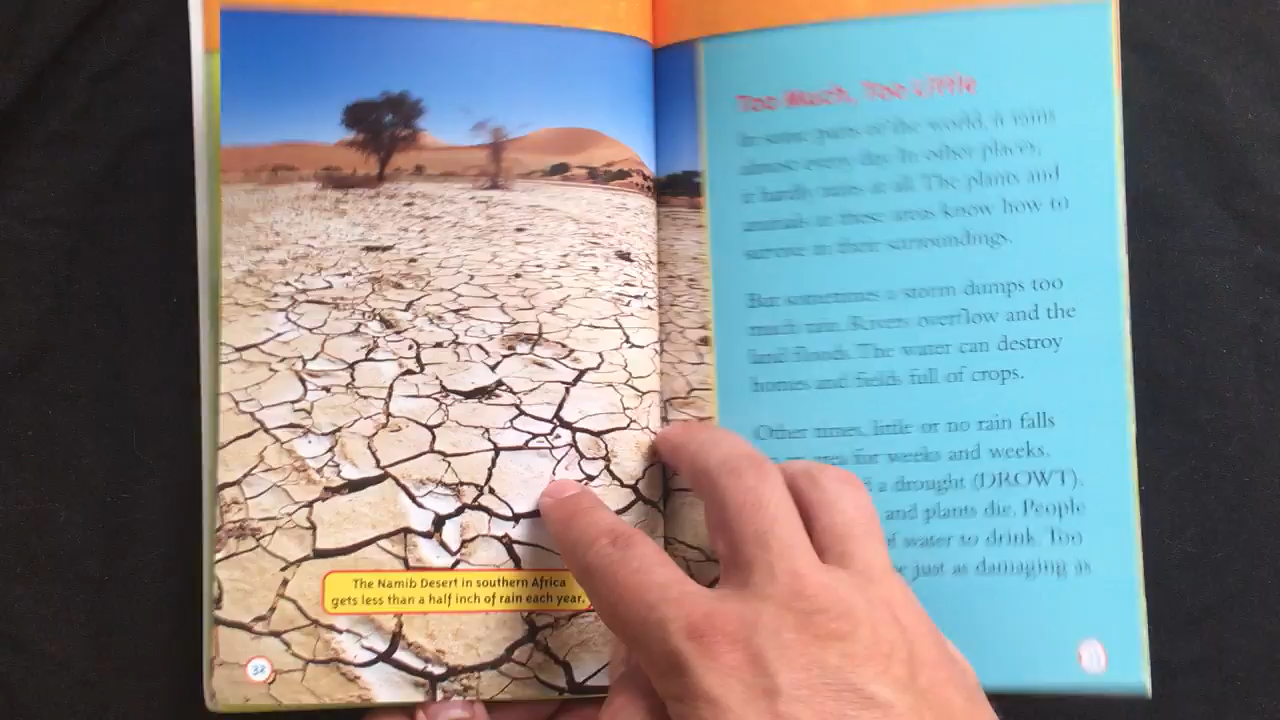 The Namib Desert in southern Africa
gets less than a half inch of rain each year.
32
Too Much, Too Little
In some parts of the world, it rains
almost every day. In other places,
it hardly rains at all. The plants and
animals in these areas know how to
survive in their surroundings.
But sometimes a storm dumps too
much rain. Rivers overflow and the
land floods. The water can destroy
homes and fields full of crops.
Other times, little or no rain falls
for weeks and weeks.
a drought (DROWT).
and plants die. People
water to drink. Too
just as damaging as